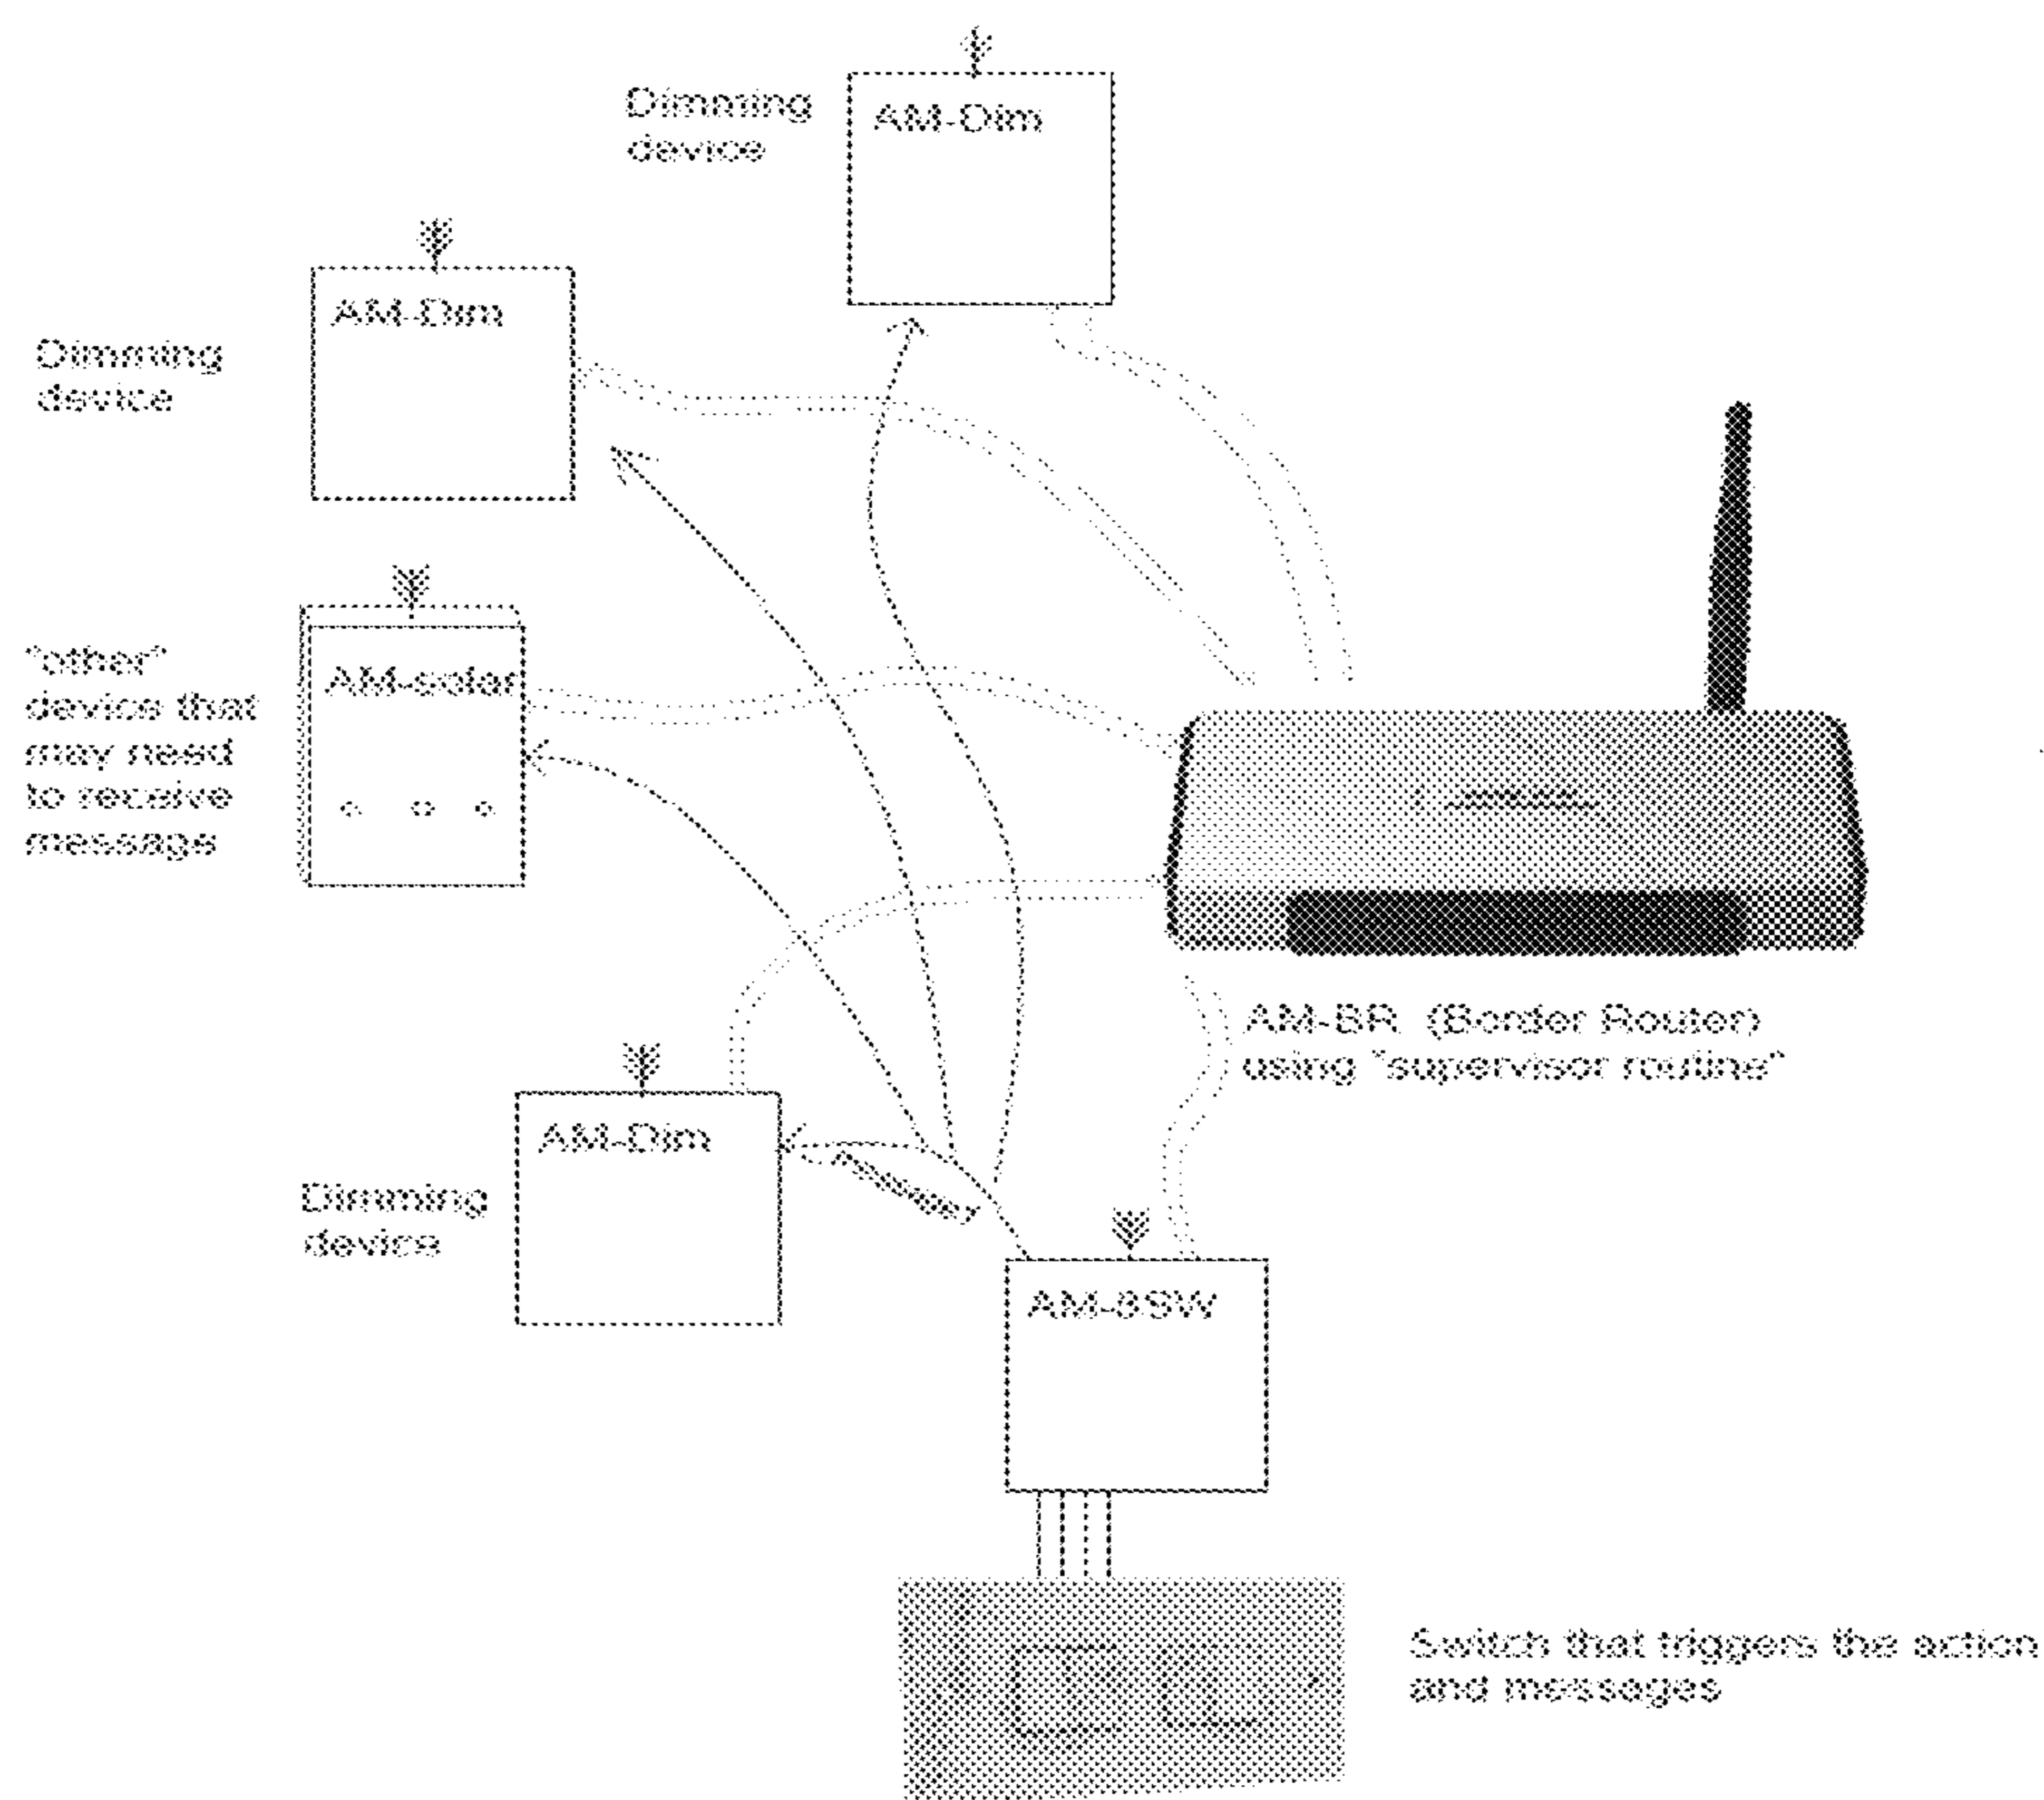 Dimming
device
AM-Dim
AM-Dim
Dimming
device
"other"
device that
may need
to receive
message
AM-solar
AM-BR (Border Router)
using "supervisor routine"
AM-Dim
Dimming
device
AM-8SW
Switch that triggers the action
and messages